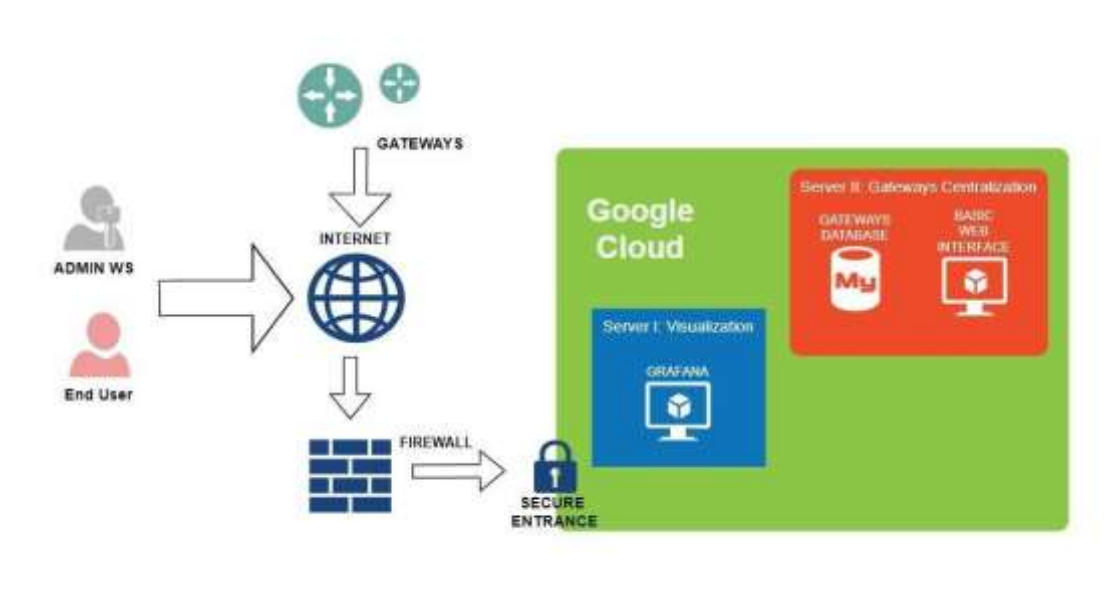 GATEWAYS
INTERNET
ADMIN WS
End User
FIREWALL
SECURE
ENTRANCE
Google
Cloud
Server I: Visualization
GRAFANA
Server II: Gateways Centralization
GATEWAYS
DATABASE
My
BASIC
WEB
INTERFACE